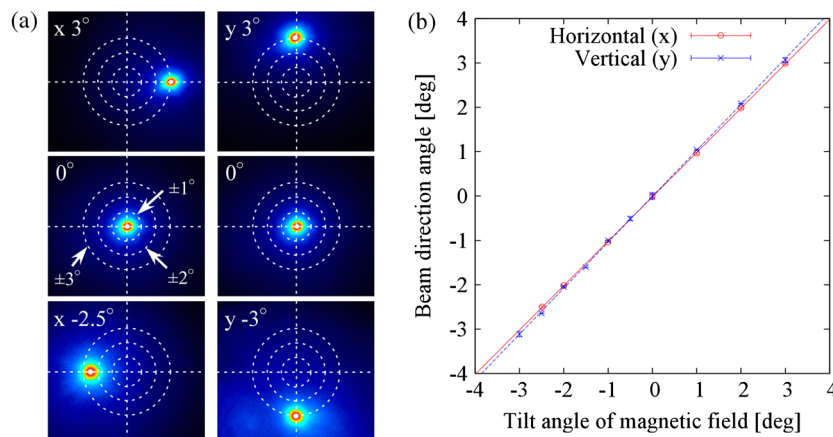 (a)
x 3°
y 3°
0°
±1°
±3°
±2°
0°
x -2.5°
y -3°
(b)
Horizontal (x)
Vertical (y)
Beam direction angle [deg]
4
3
2
1
0
-1
-2
-3
-4
-4 -3 -2 -1 0 1 2 3 4
Tilt angle of magnetic field [deg]